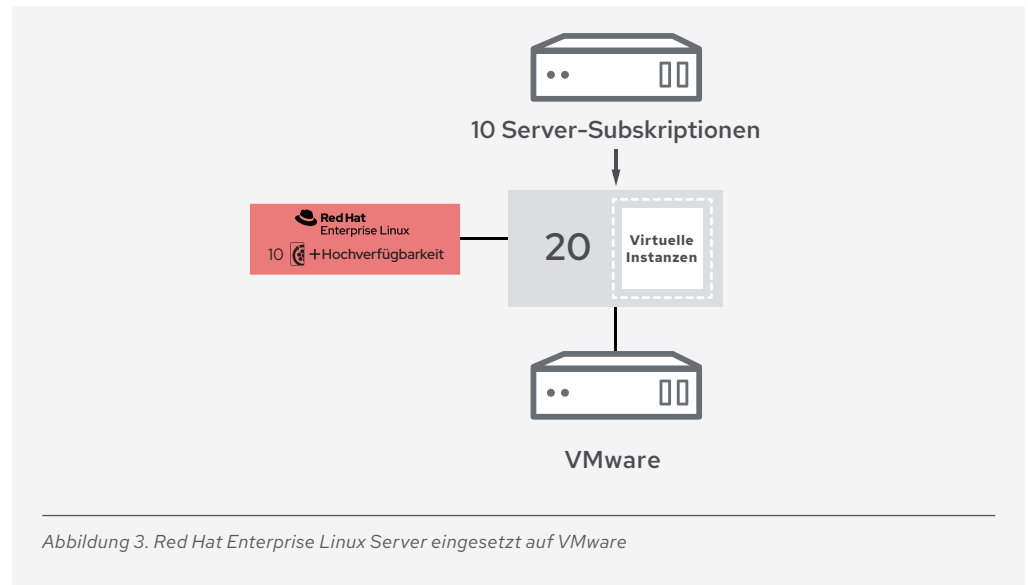 10 Server-Subskriptionen
Red Hat
Enterprise Linux
10 +Hochverfügbarkeit
20
Virtuelle
Instanzen
VMware
Abbildung 3. Red Hat Enterprise Linux Server eingesetzt auf VMware